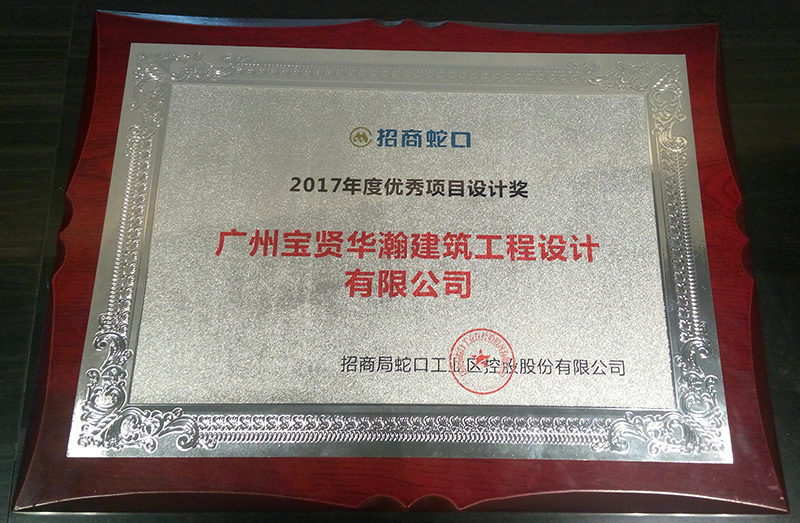 招商蛇口
2017年度优秀项目设计奖
广州宝贤华瀚建筑工程设计
有限公司
招商局蛇口工业区控股股份有限公司